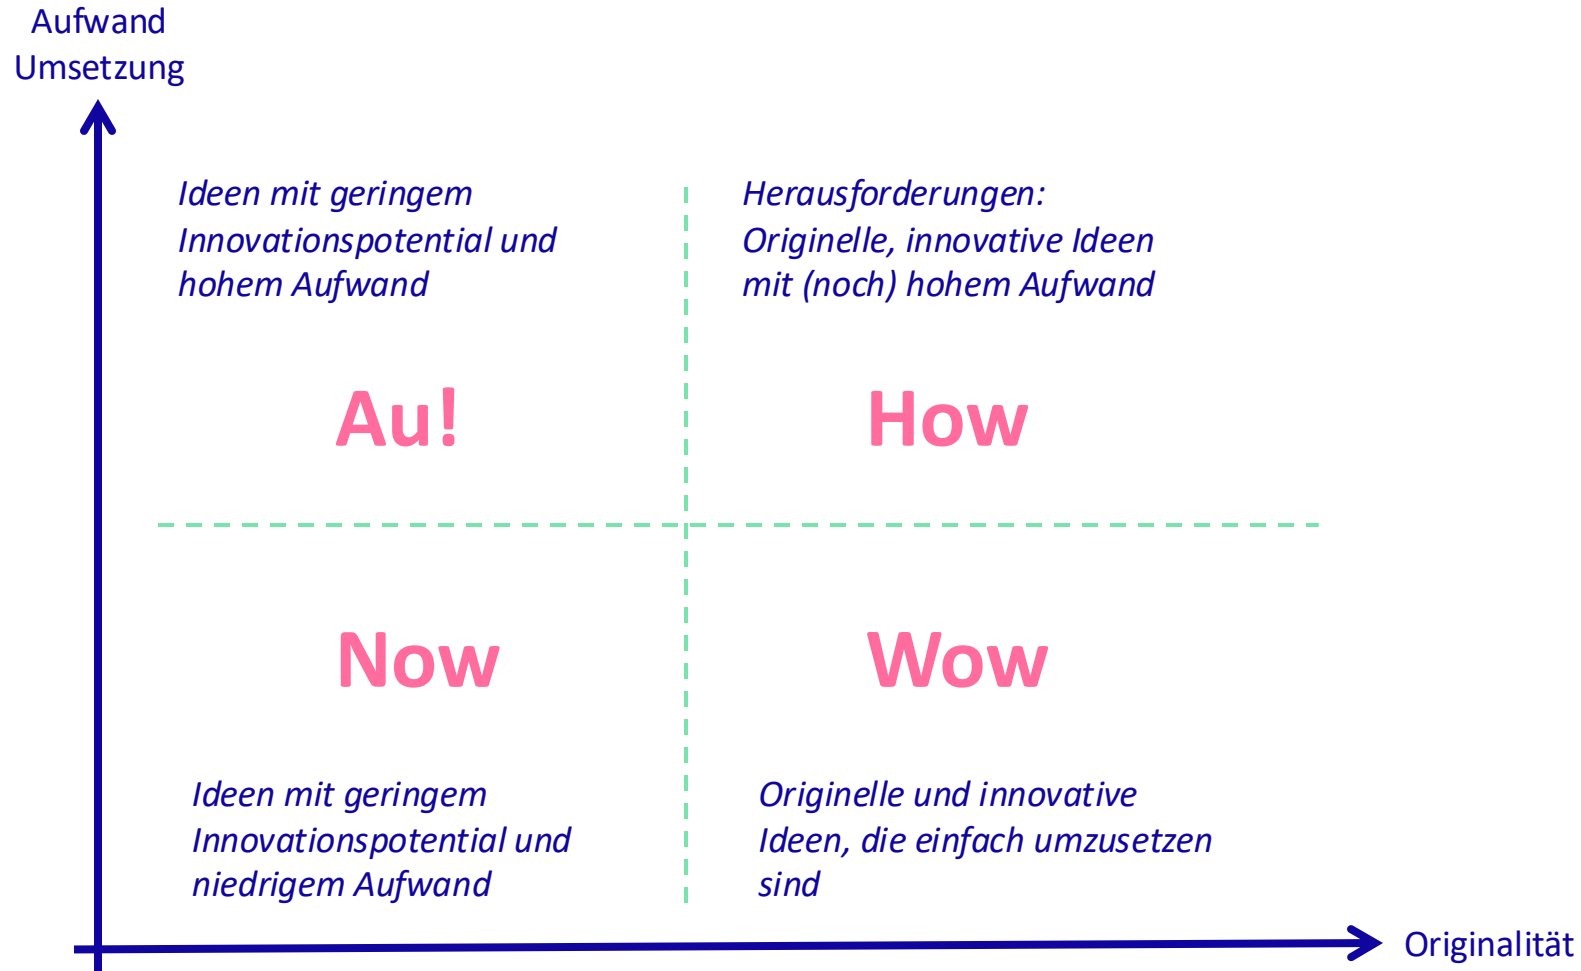 Aufwand
Umsetzung
Ideen mit geringem
Innovationspotential und
hohem Aufwand
Herausforderungen:
Originelle, innovative Ideen
mit (noch) hohem Aufwand
Au!
How
Now
Wow
Ideen mit geringem
Innovationspotential und
niedrigem Aufwand
Originelle und innovative
Ideen, die einfach umzusetzen
sind
Originalität